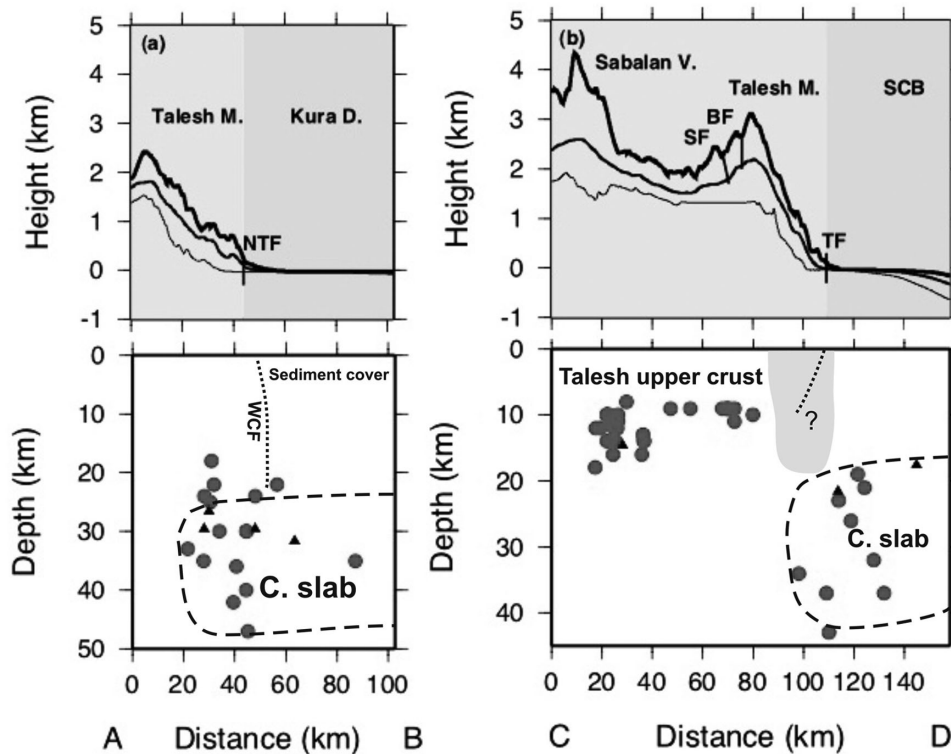 (a)
Talesh M.
Kura D.
NTF
Height (km)
5
4
3
2
1
0
-1
(b)
Sabalan V.
Talesh M.
SCB
BF
SF
TF
Height (km)
5
4
3
2
1
0
-1
Sediment cover
WCF
C. slab
Depth (km)
0
10
20
30
40
50
0 20 40 60 80 100
A Distance (km) B
Talesh upper crust
?
C. slab
Depth (km)
0
10
20
30
40
0 20 40 60 80 100 120 140
C Distance (km) D